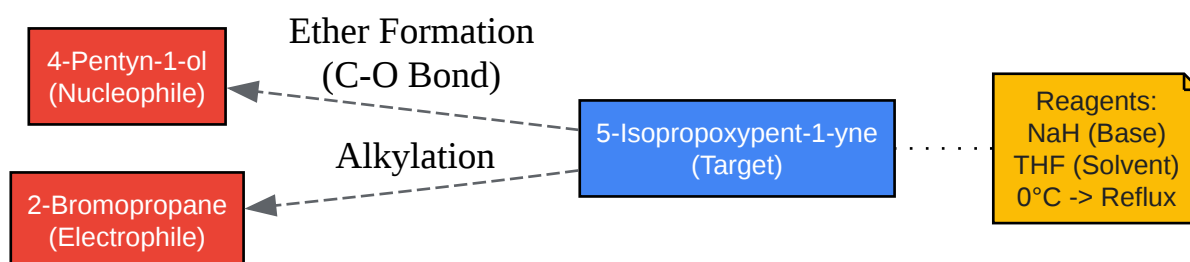 4-Pentyn-1-ol
(Nucleophile)
Ether Formation
(C-O Bond)
Alkylation
2-Bromopropane
(Electrophile)
5-Isopropoxypent-1-yne
(Target)
Reagents:
NaH (Base)
THF (Solvent)
0°C -> Reflux